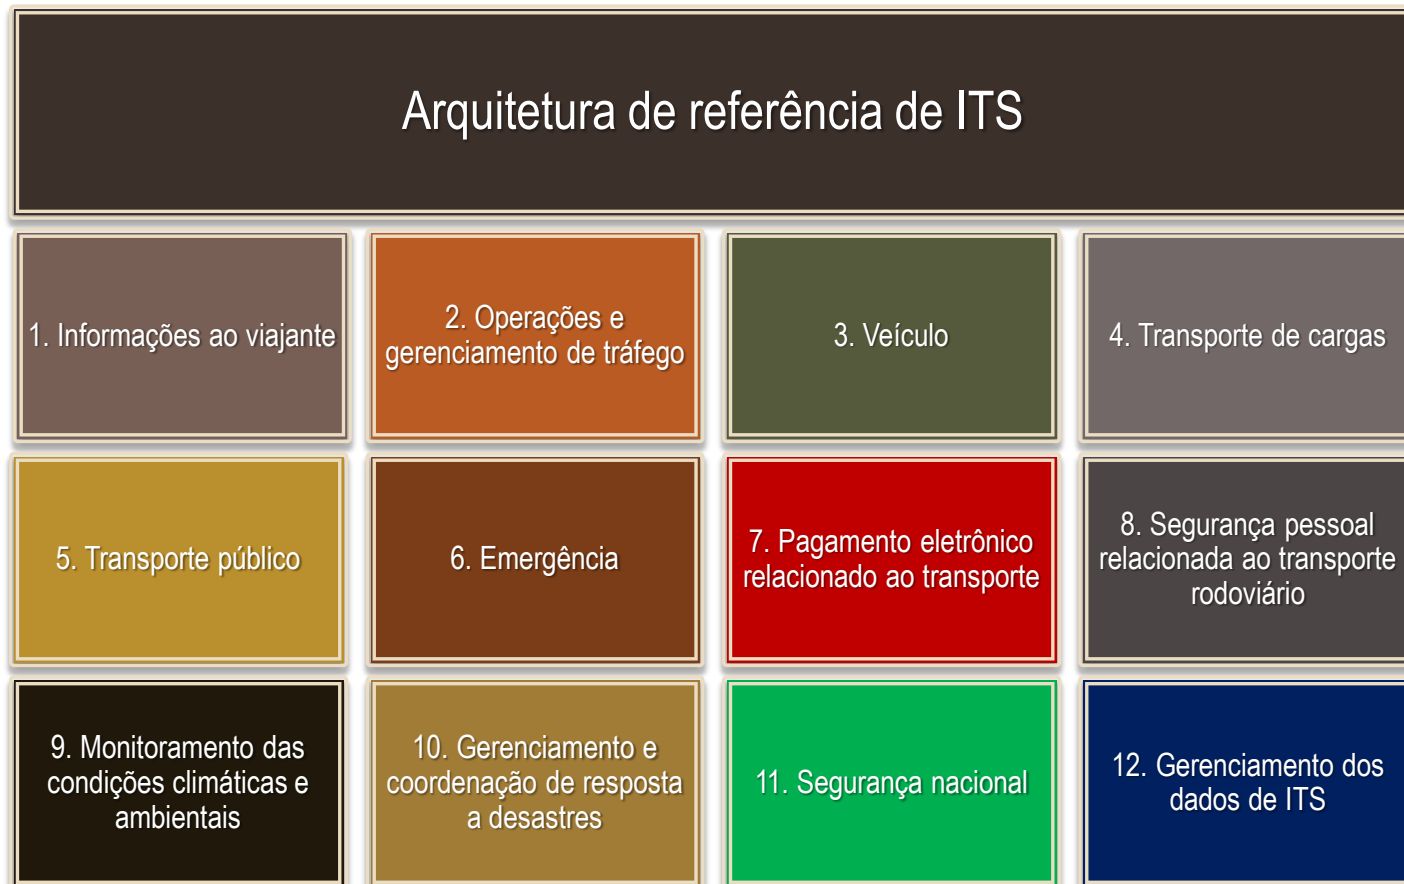 Arquitetura de referência de ITS
1. Informações ao viajante
2. Operações e
gerenciamento de tráfego
3. Veículo
4. Transporte de cargas
5. Transporte público
6. Emergência
7. Pagamento eletrônico
relacionado ao transporte
8. Segurança pessoal
relacionada ao transporte
rodoviário
9. Monitoramento das
condições climáticas e
ambientais
10. Gerenciamento e
coordenação de resposta
a desastres
11. Segurança nacional
12. Gerenciamento dos
dados de ITS